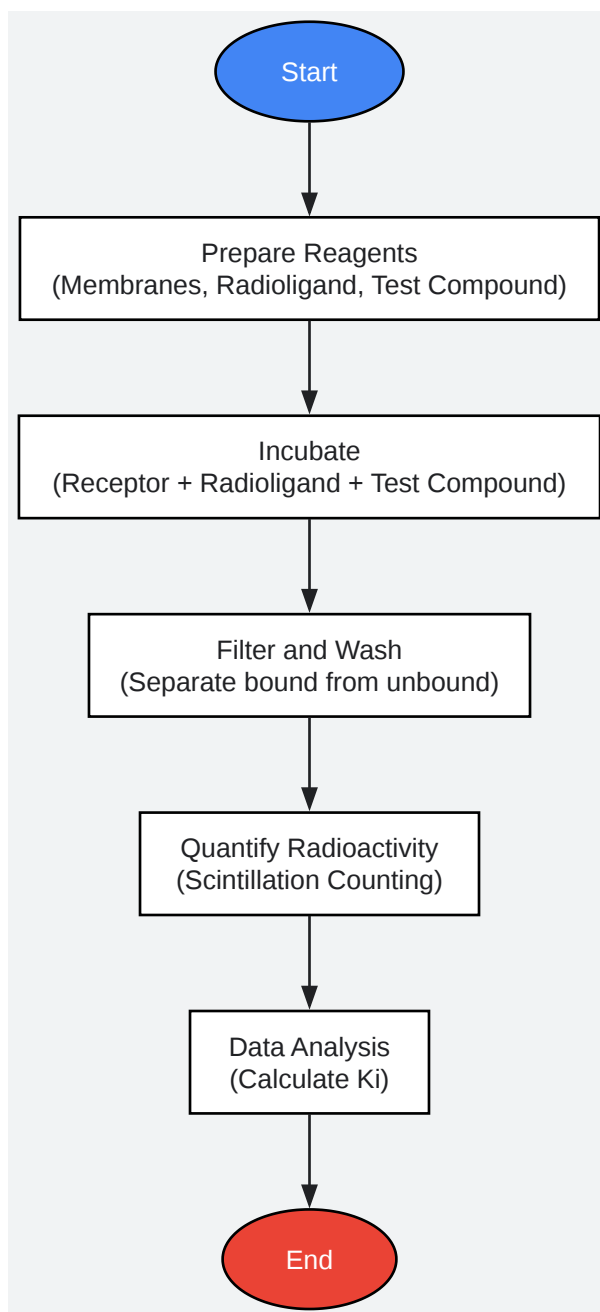 Start
Prepare Reagents
(Membranes, Radioligand, Test Compound)
Incubate
(Receptor + Radioligand + Test Compound)
Filter and Wash
(Separate bound from unbound)
Quantify Radioactivity
(Scintillation Counting)
Data Analysis
(Calculate Ki)
End